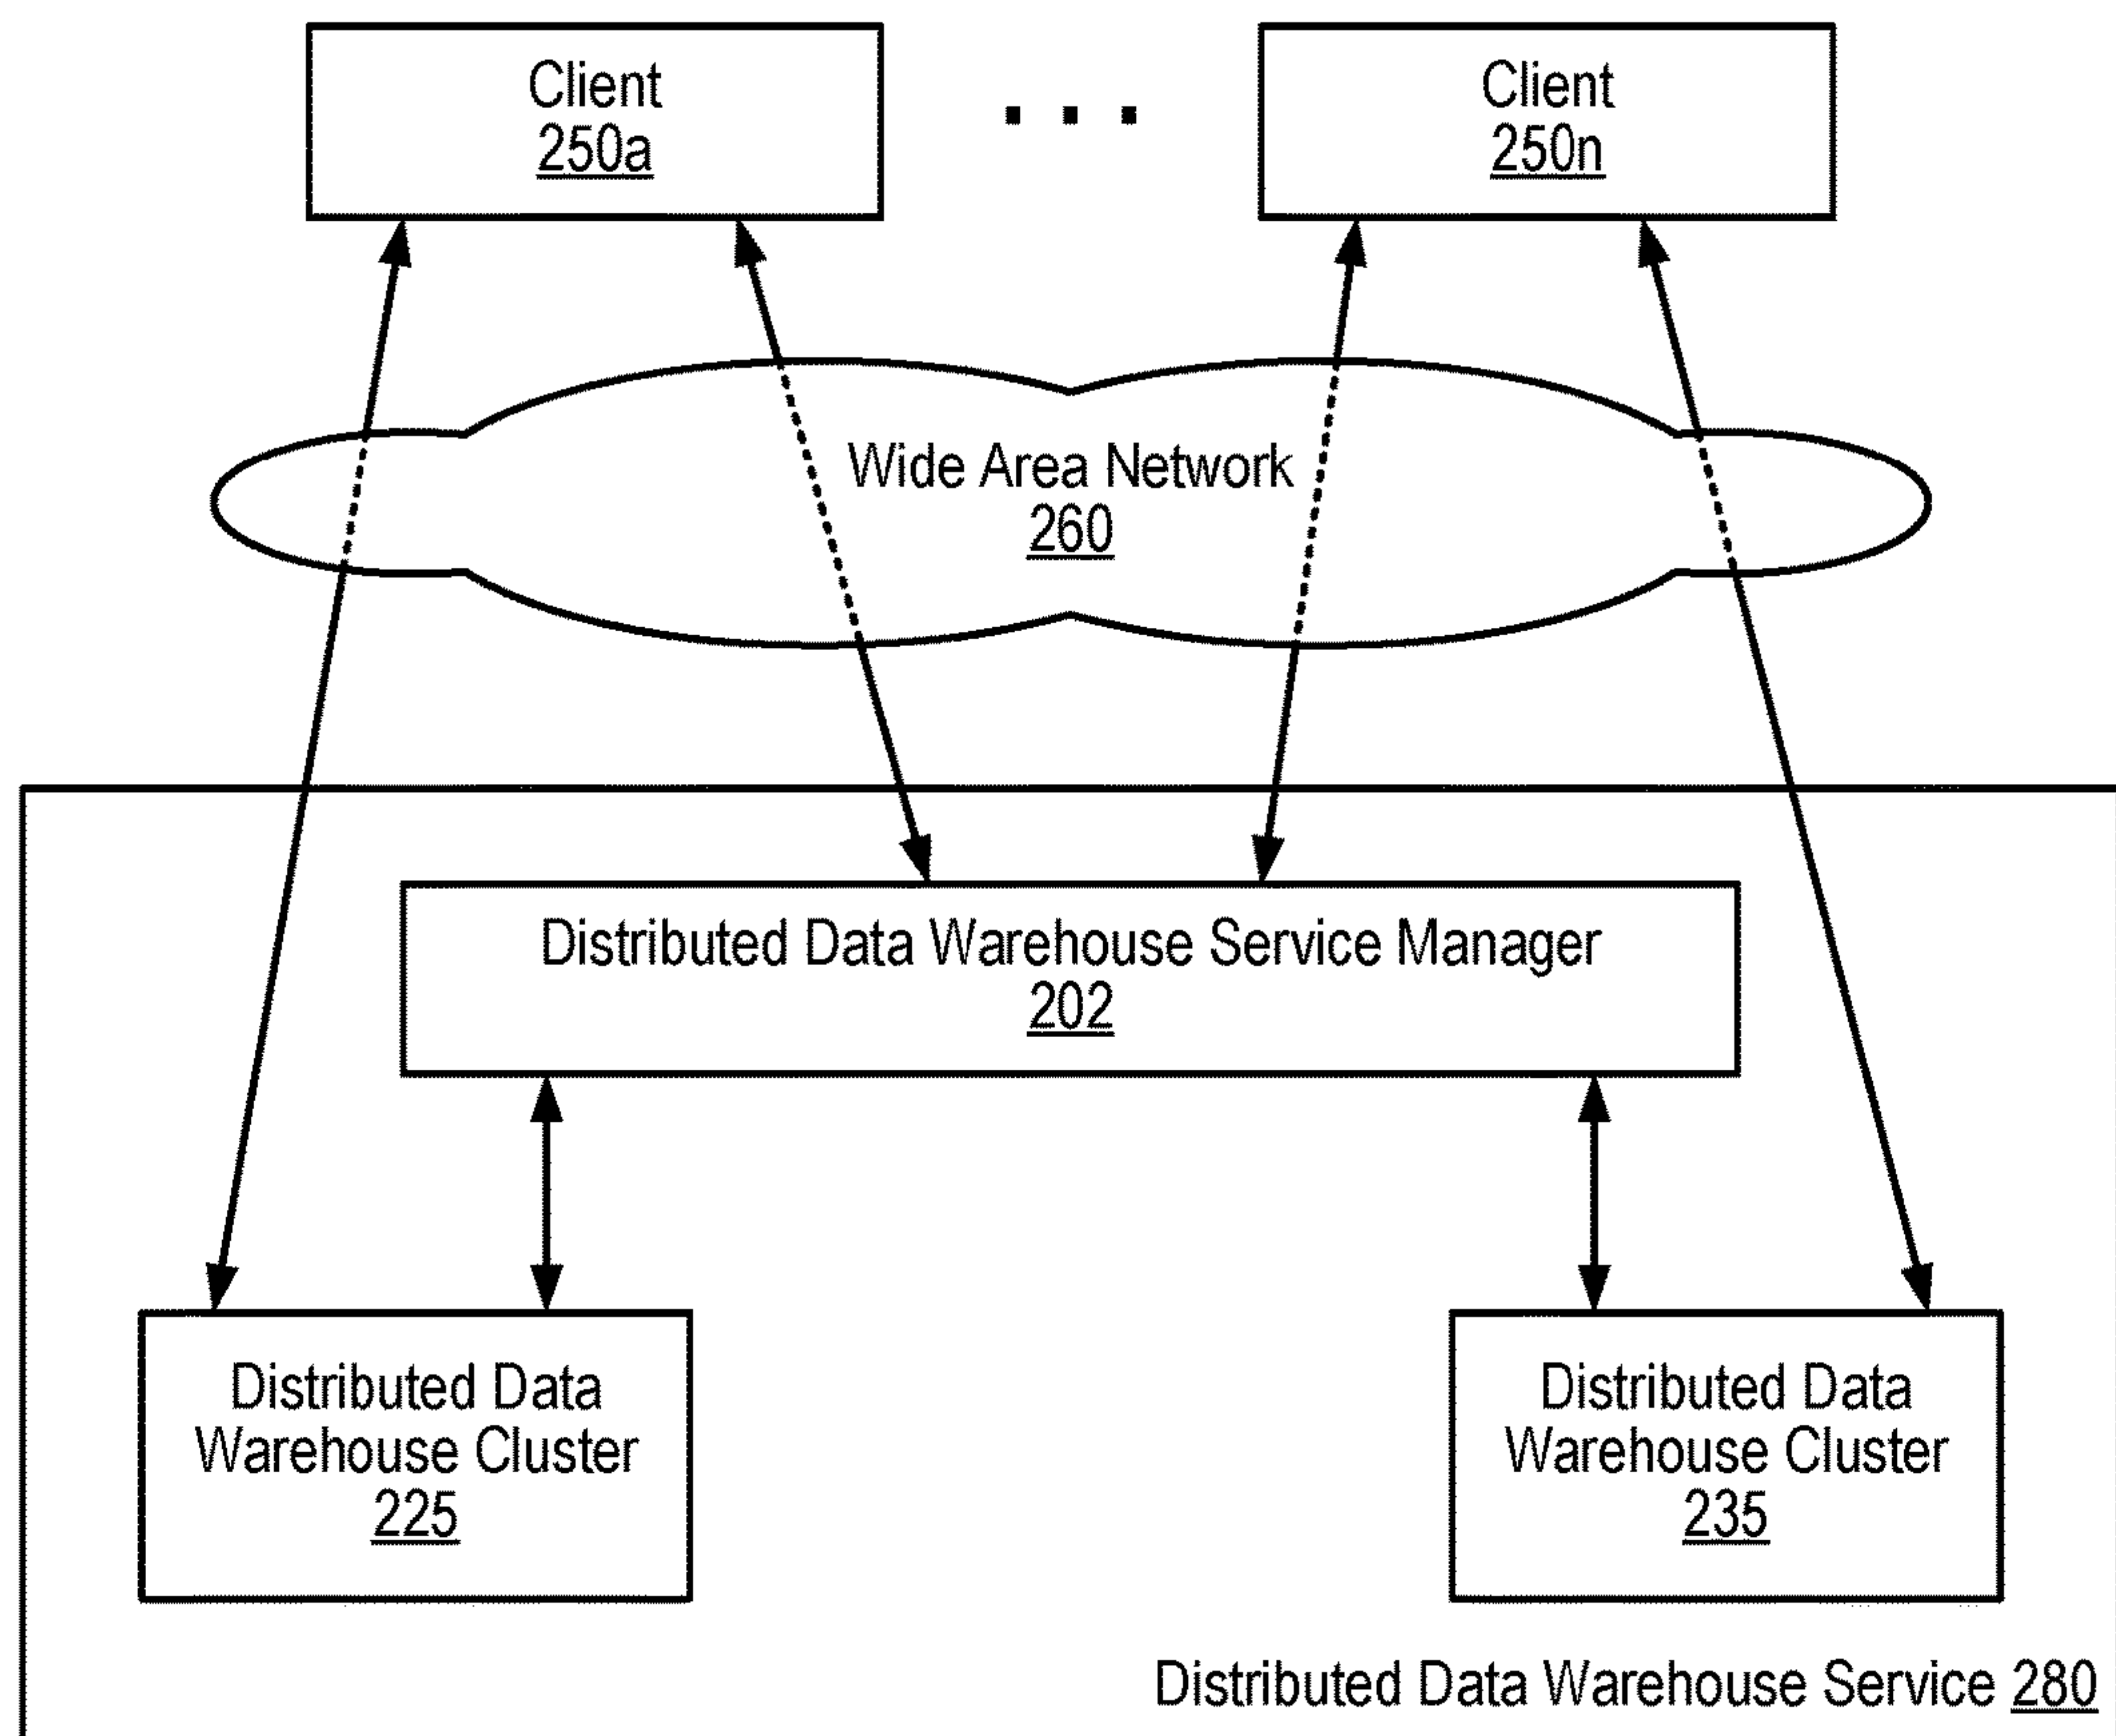 Client
250a
. . .
Client
250n
Wide Area Network
260
Distributed Data Warehouse Service Manager
202
Distributed Data
Warehouse Cluster
225
Distributed Data
Warehouse Cluster
235
Distributed Data Warehouse Service 280